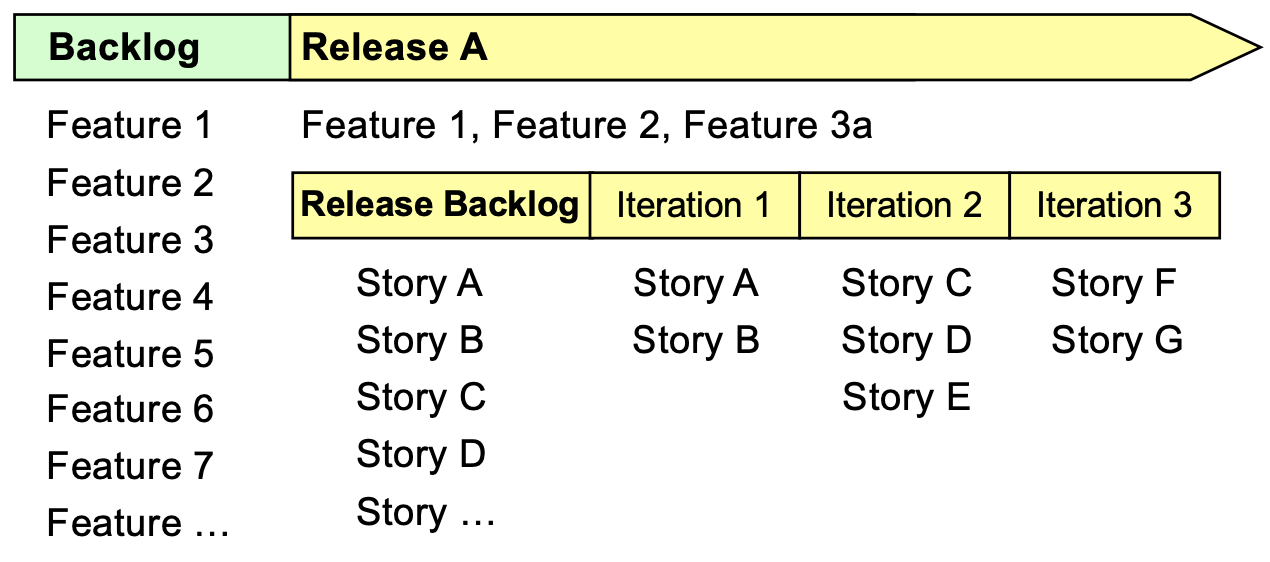 Backlog
Release A
Feature 1
Feature 2
Feature 3
Feature 4
Feature 5
Feature 6
Feature 7
Feature …
Feature 1, Feature 2, Feature 3a
Release Backlog
Story A
Story B
Story C
Story D
Story …
Iteration 1
Story A
Story B
Iteration 2
Story C
Story D
Story E
Iteration 3
Story F
Story G